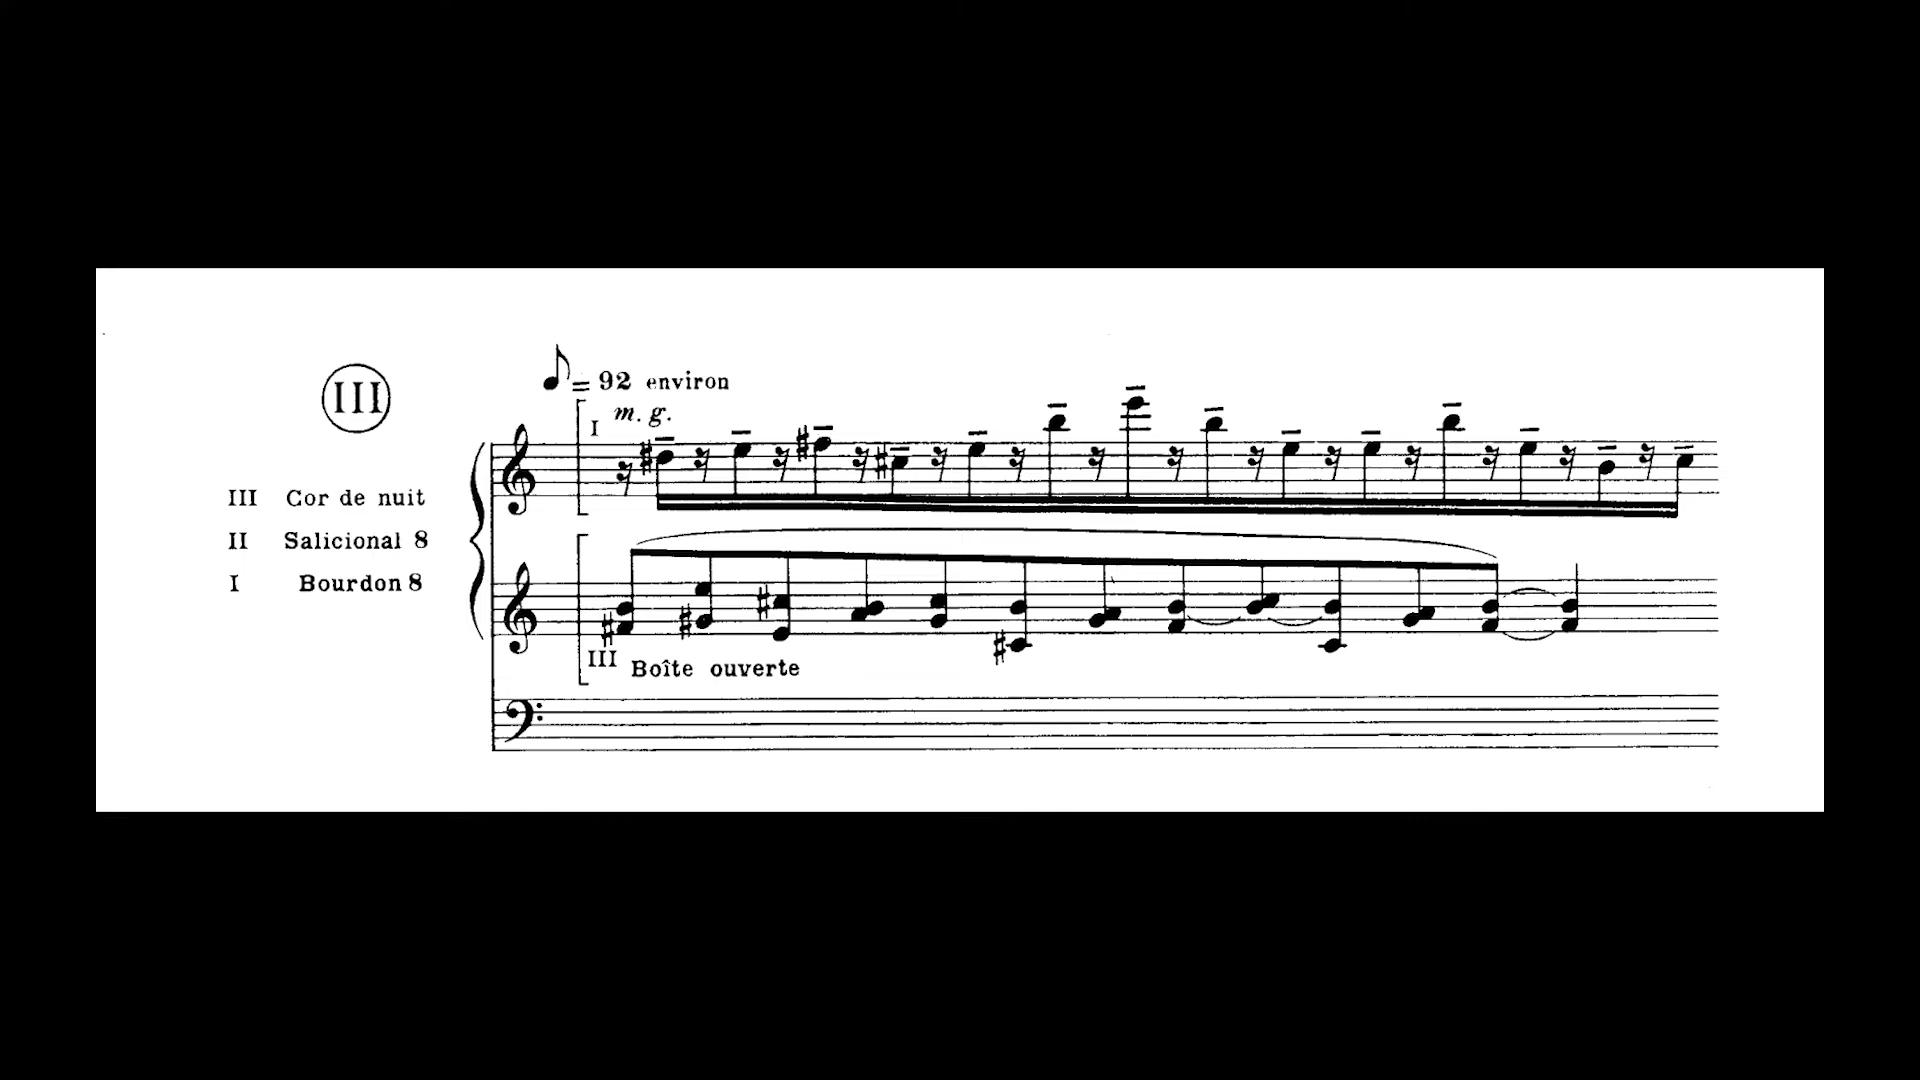 III
♪ = 92 environ
I m. g.
III Cor de nuit
II Salicional 8
I Bourdon 8
III Boîte ouverte